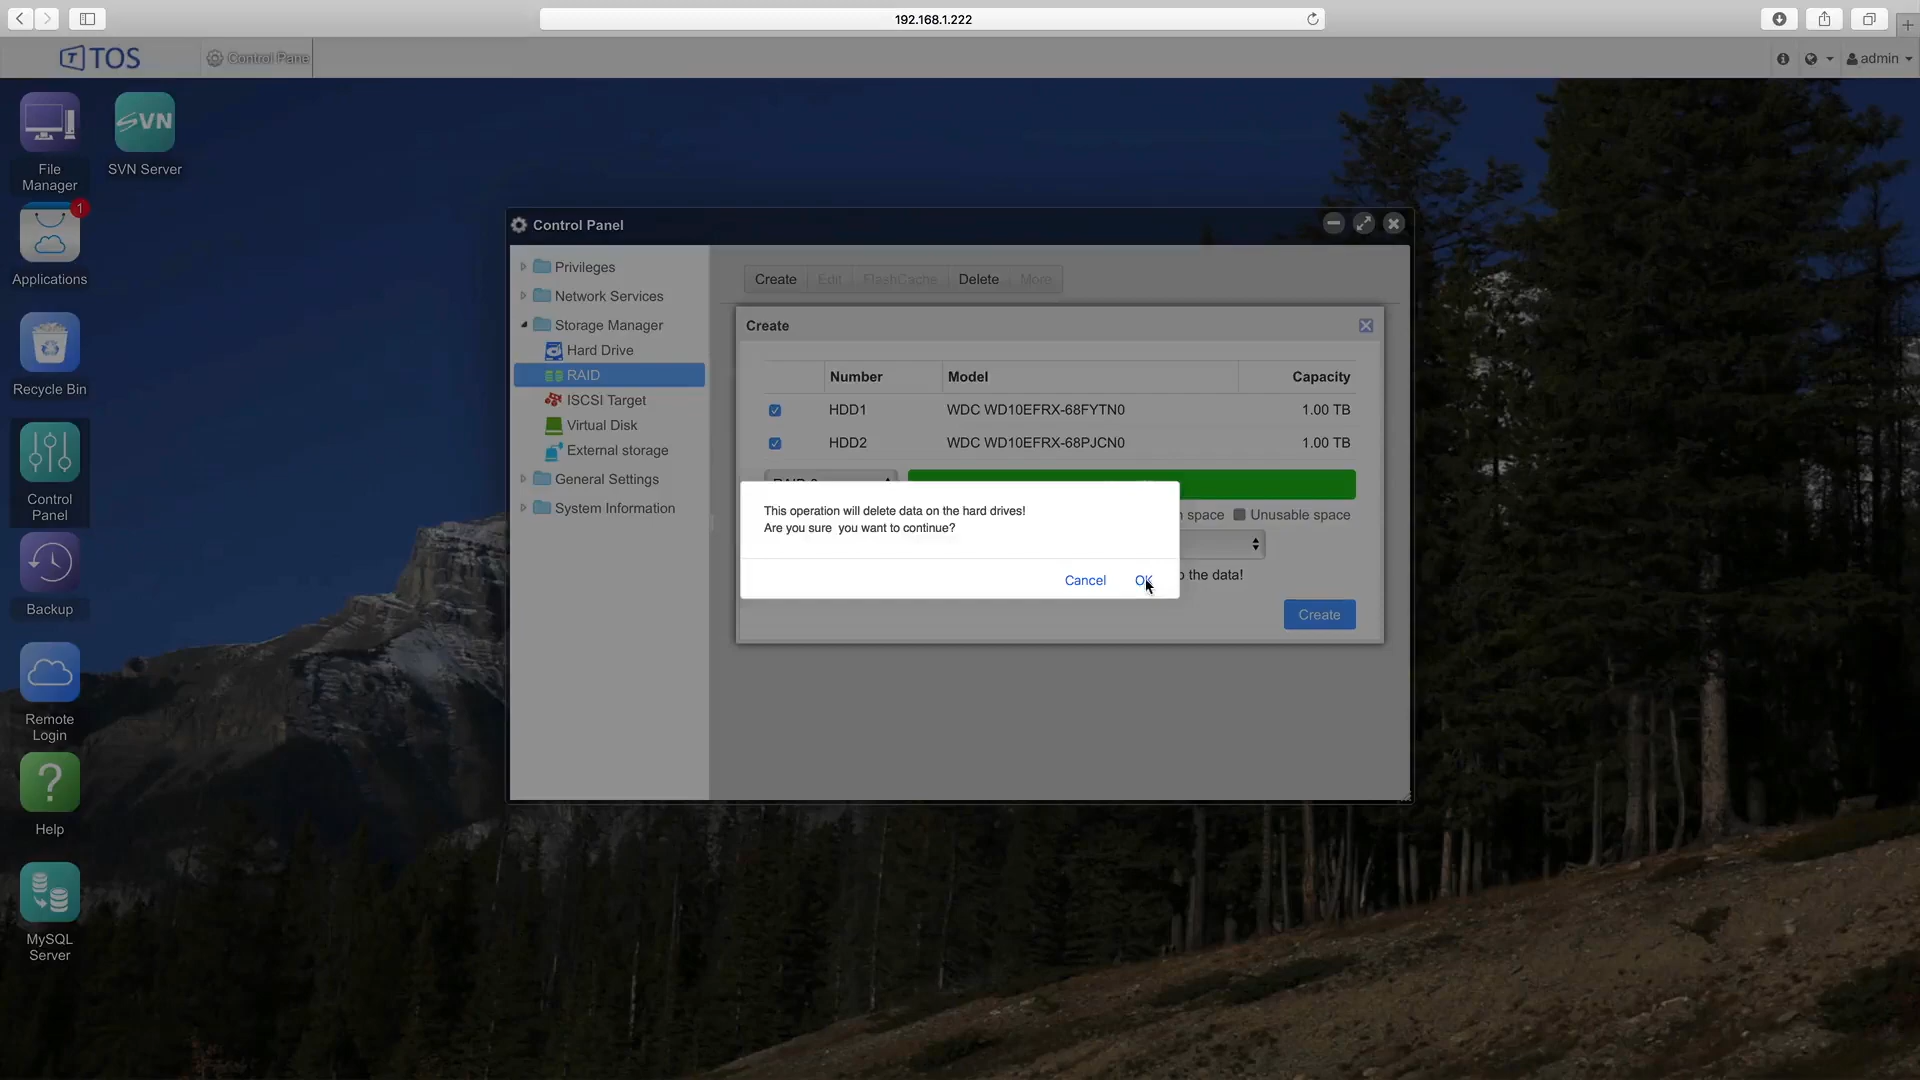 192.168.1.222
TOS
Control Pane
admin
File
Manager
SVN
SVN Server
1
Applications
Recycle Bin
Control
Panel
Backup
Remote
Login
?
Help
MySQL
Server
Control Panel
Privileges
Network Services
Storage Manager
Hard Drive
RAID
ISCSI Target
Virtual Disk
External storage
General Settings
System Information
Create Edit FlashCache Delete More
Create
Number Model Capacity
HDD1 WDC WD10EFRX-68FYTN0 1.00 TB
HDD2 WDC WD10EFRX-68PJCN0 1.00 TB
space Unusable space
the data!
Create
This operation will delete data on the hard drives!
Are you sure you want to continue?
Cancel OK